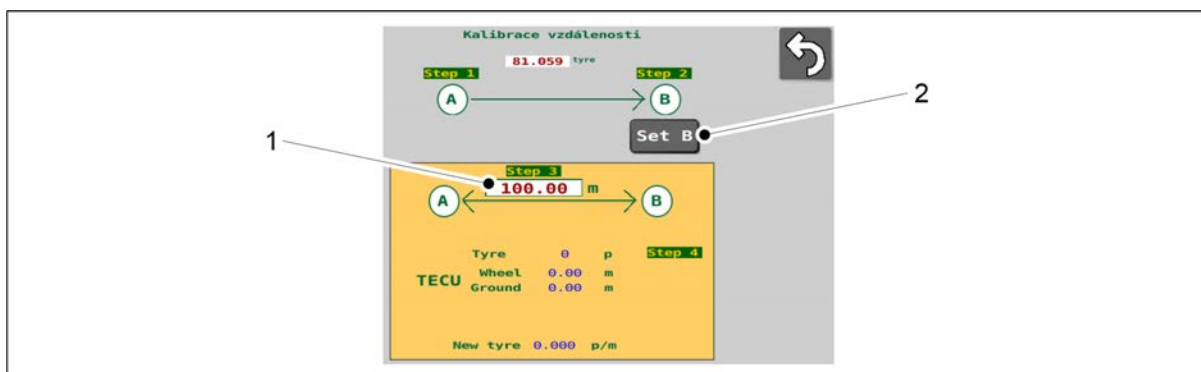 Kalibrace vzdálenosti
81.059 tyre
Step 1 Step 2
A B
2
Set B
1
Step 3
100.00 m
A B
Tyre 0 p Step 4
TECU
Wheel 0.00 m
Ground 0.00 m
New tyre 0.000 p/m